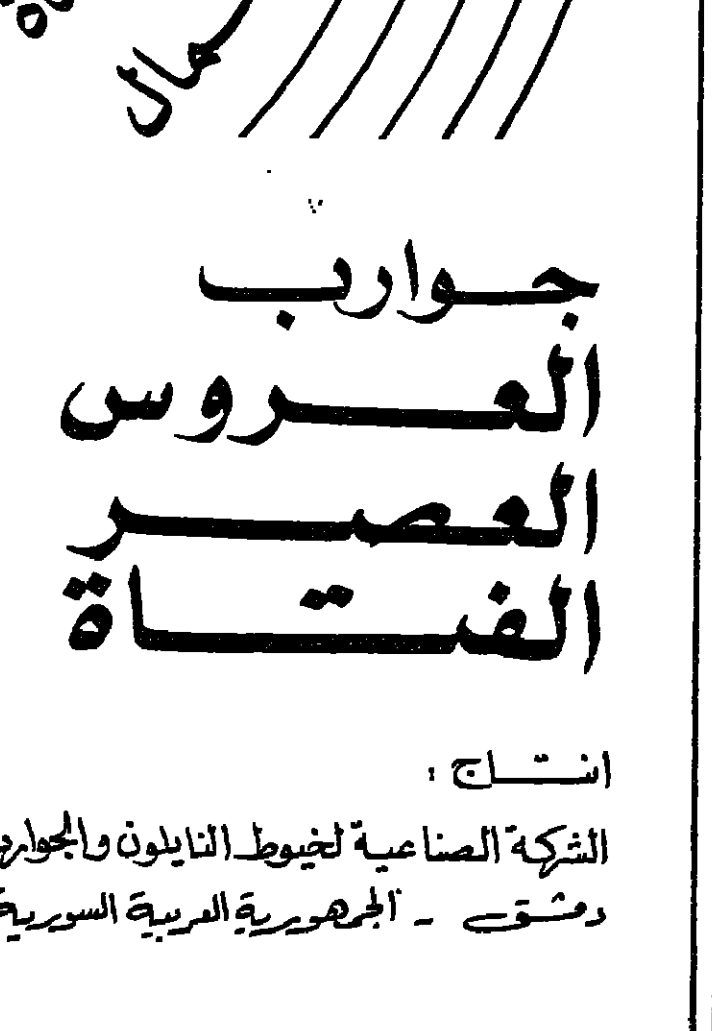 جوارب
العروس
العصر
الفتاة
انتاج :
الشركة الصناعية لخيوط النايلون والجوارب
دمشق - الجمهورية العربية السورية